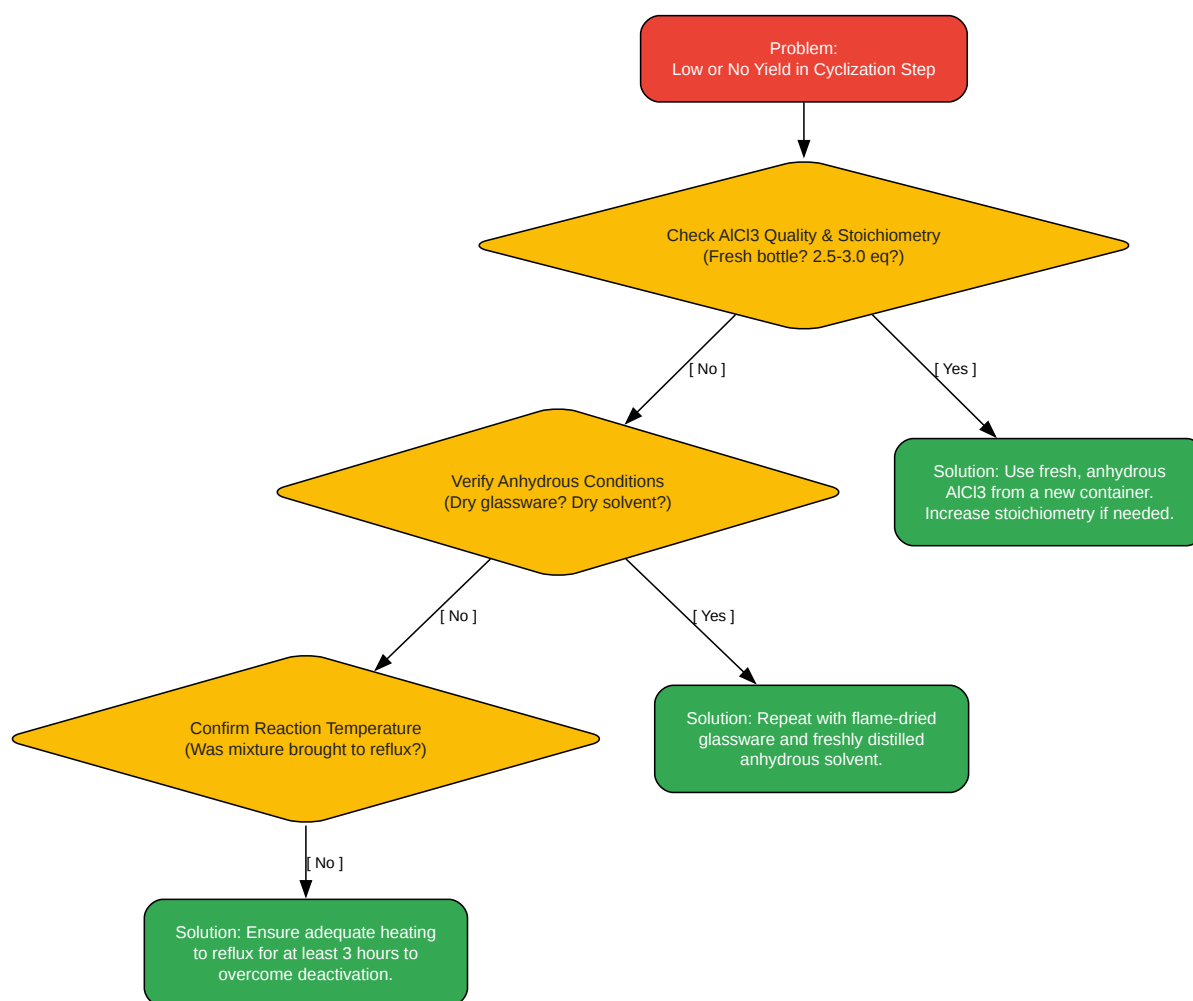 Problem:
Low or No Yield in Cyclization Step
Check AlCl3 Quality & Stoichiometry
(Fresh bottle? 2.5-3.0 eq?)
[ No ]
[ Yes ]
Verify Anhydrous Conditions
(Dry glassware? Dry solvent?)
Solution: Use fresh, anhydrous
AlCl3 from a new container.
Increase stoichiometry if needed.
[ No ]
[ Yes ]
Confirm Reaction Temperature
(Was mixture brought to reflux?)
Solution: Repeat with flame-dried
glassware and freshly distilled
anhydrous solvent.
[ No ]
Solution: Ensure adequate heating
to reflux for at least 3 hours to
overcome deactivation.